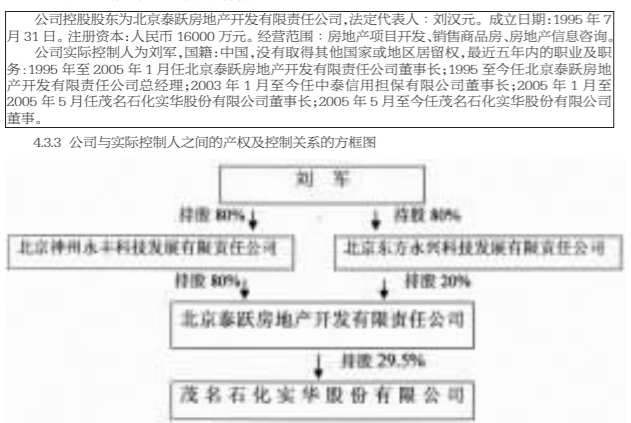 公司控股股东为北京泰跃房地产开发有限责任公司,法定代表人：刘汉元。成立日期:1995 年 7
月 31 日。注册资本:人民币 16000 万元。经营范围：房地产项目开发、销售商品房、房地产信息咨询。
公司实际控制人为刘军,国籍:中国,没有取得其他国家或地区居留权,最近五年内的职业及职
务:1995 年至 2005 年 1 月任北京泰跃房地产开发有限责任公司董事长;1995 至今任北京泰跃房地
产开发有限责任公司总经理;2003 年 1 月至今任中泰信用担保有限公司董事长;2005 年 1 月至
2005 年 5 月任茂名石化实华股份有限公司董事长;2005 年 5 月至今任茂名石化实华股份有限公司
董事。
4.3.3 公司与实际控制人之间的产权及控制关系的方框图
刘 军
持股 80% 持股 80%
北京神州永丰科技发展有限责任公司 北京东方永兴科技发展有限责任公司
持股 80% 持股 20%
北京泰跃房地产开发有限责任公司
持股 29.5%
茂名石化实华股份有限公司